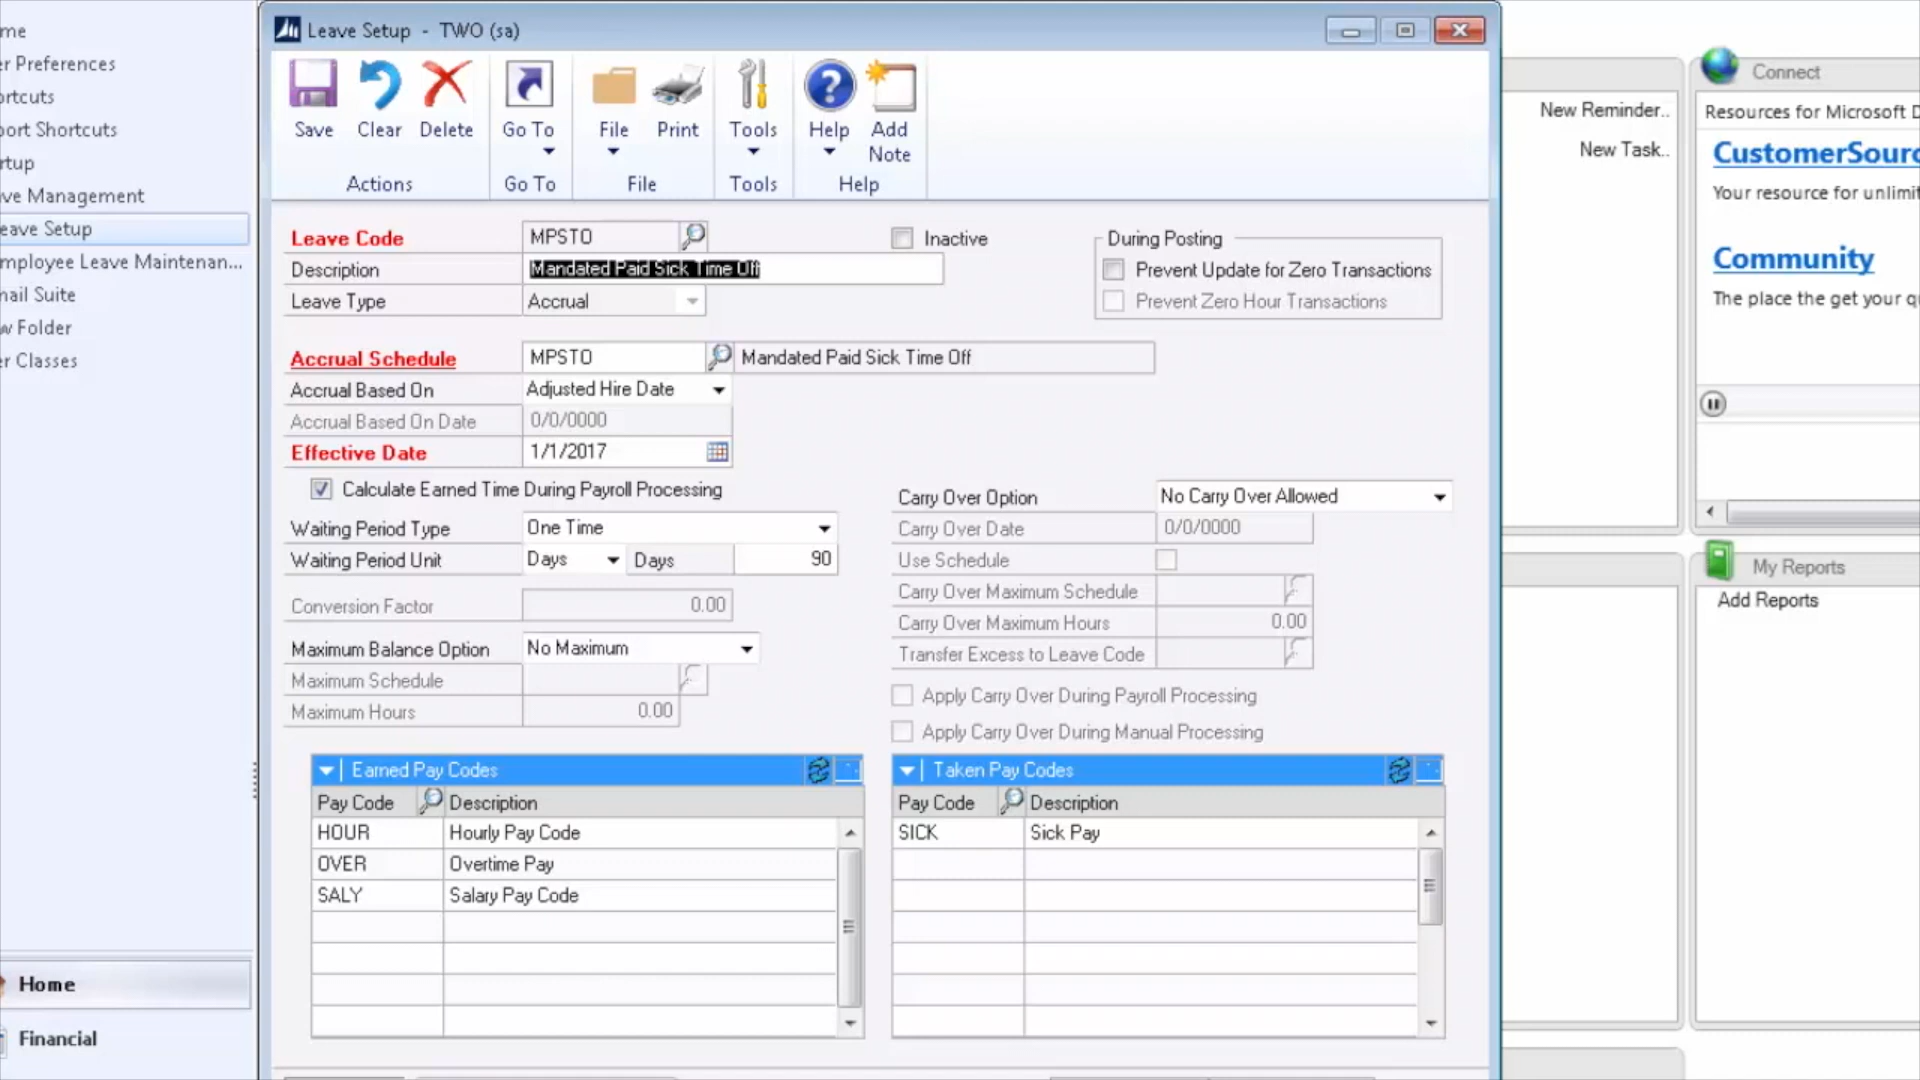 Leave Setup - TWO (sa)
Save
Clear
Delete
Go To
File
Print
Tools
Help
Add Note
Actions
Go To
File
Tools
Help
me
er Preferences
ortcuts
port Shortcuts
rtup
ave Management
eave Setup
mployee Leave Maintenan...
mail Suite
w Folder
er Classes
Home
Financial
Leave Code MPSTO
Inactive
Description Mandated Paid Sick Time Off
Leave Type Accrual
During Posting
Prevent Update for Zero Transactions
Prevent Zero Hour Transactions
Accrual Schedule MPSTO Mandated Paid Sick Time Off
Accrual Based On Adjusted Hire Date
Accrual Based On Date 0/0/0000
Effective Date 1/1/2017
Calculate Earned Time During Payroll Processing
Waiting Period Type One Time
Waiting Period Unit Days Days 90
Conversion Factor 0.00
Maximum Balance Option No Maximum
Maximum Schedule
Maximum Hours 0.00
Carry Over Option No Carry Over Allowed
Carry Over Date 0/0/0000
Use Schedule
Carry Over Maximum Schedule
Carry Over Maximum Hours 0.00
Transfer Excess to Leave Code
Apply Carry Over During Payroll Processing
Apply Carry Over During Manual Processing
Earned Pay Codes
Pay Code Description
HOUR Hourly Pay Code
OVER Overtime Pay
SALY Salary Pay Code
Taken Pay Codes
Pay Code Description
SICK Sick Pay
New Reminder..
New Task..
Connect
Resources for Microsoft D
CustomerSourc
Your resource for unlimit
Community
The place the get your q
My Reports
Add Reports